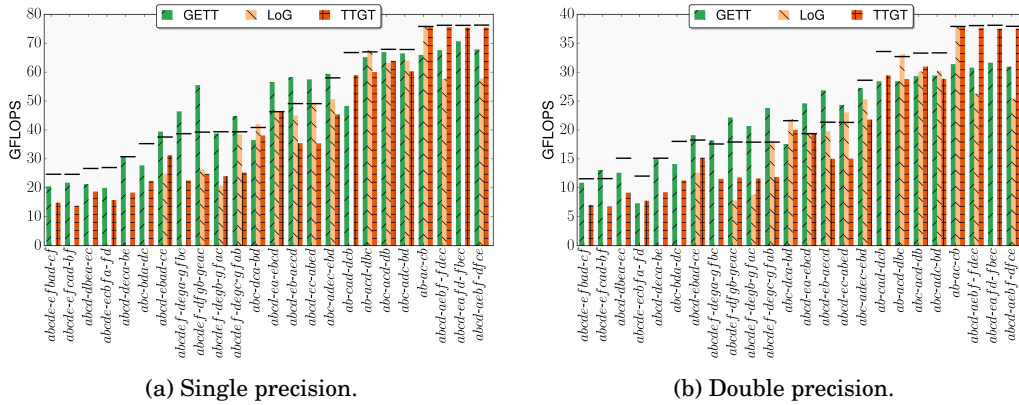 GETT LoG TTGT
GFLOPS
80
70
60
50
40
30
20
10
0
abcde-efbad-cf
abcde-efcad-bf
abcd-dbea-ec
abcde-ecbfa-fd
abcd-deca-be
abc-bda-dc
abcd-ebad-ce
abcdef-dega-gfbc
abcdef-dfgb-geac
abcdef-degb-gfac
abcdef-degc-gfab
abc-dca-bd
abcd-ea-ebcd
abcd-eb-aecd
abcd-ec-abed
abc-adec-ebd
ab-cad-dcb
ab-acd-dbc
ab-acd-db
abc-adc-bd
ab-ac-cb
abcd-aebf-fdec
abcd-eafd-fbec
abcd-aebf-dfce
(a) Single precision.
GETT LoG TTGT
GFLOPS
40
35
30
25
20
15
10
5
0
abcde-efbad-cf
abcde-efcad-bf
abcd-dbea-ec
abcde-ecbfa-fd
abcd-deca-be
abc-bda-dc
abcd-ebad-ce
abcdef-dega-gfbc
abcdef-dfgb-geac
abcdef-degb-gfac
abcdef-degc-gfab
abc-dca-bd
abcd-ea-ebcd
abcd-eb-aecd
abcd-ec-abed
abc-adec-ebd
ab-cad-dcb
ab-acd-dbc
ab-acd-db
abc-adc-bd
ab-ac-cb
abcd-aebf-fdec
abcd-eafd-fbec
abcd-aebf-dfce
(b) Double precision.